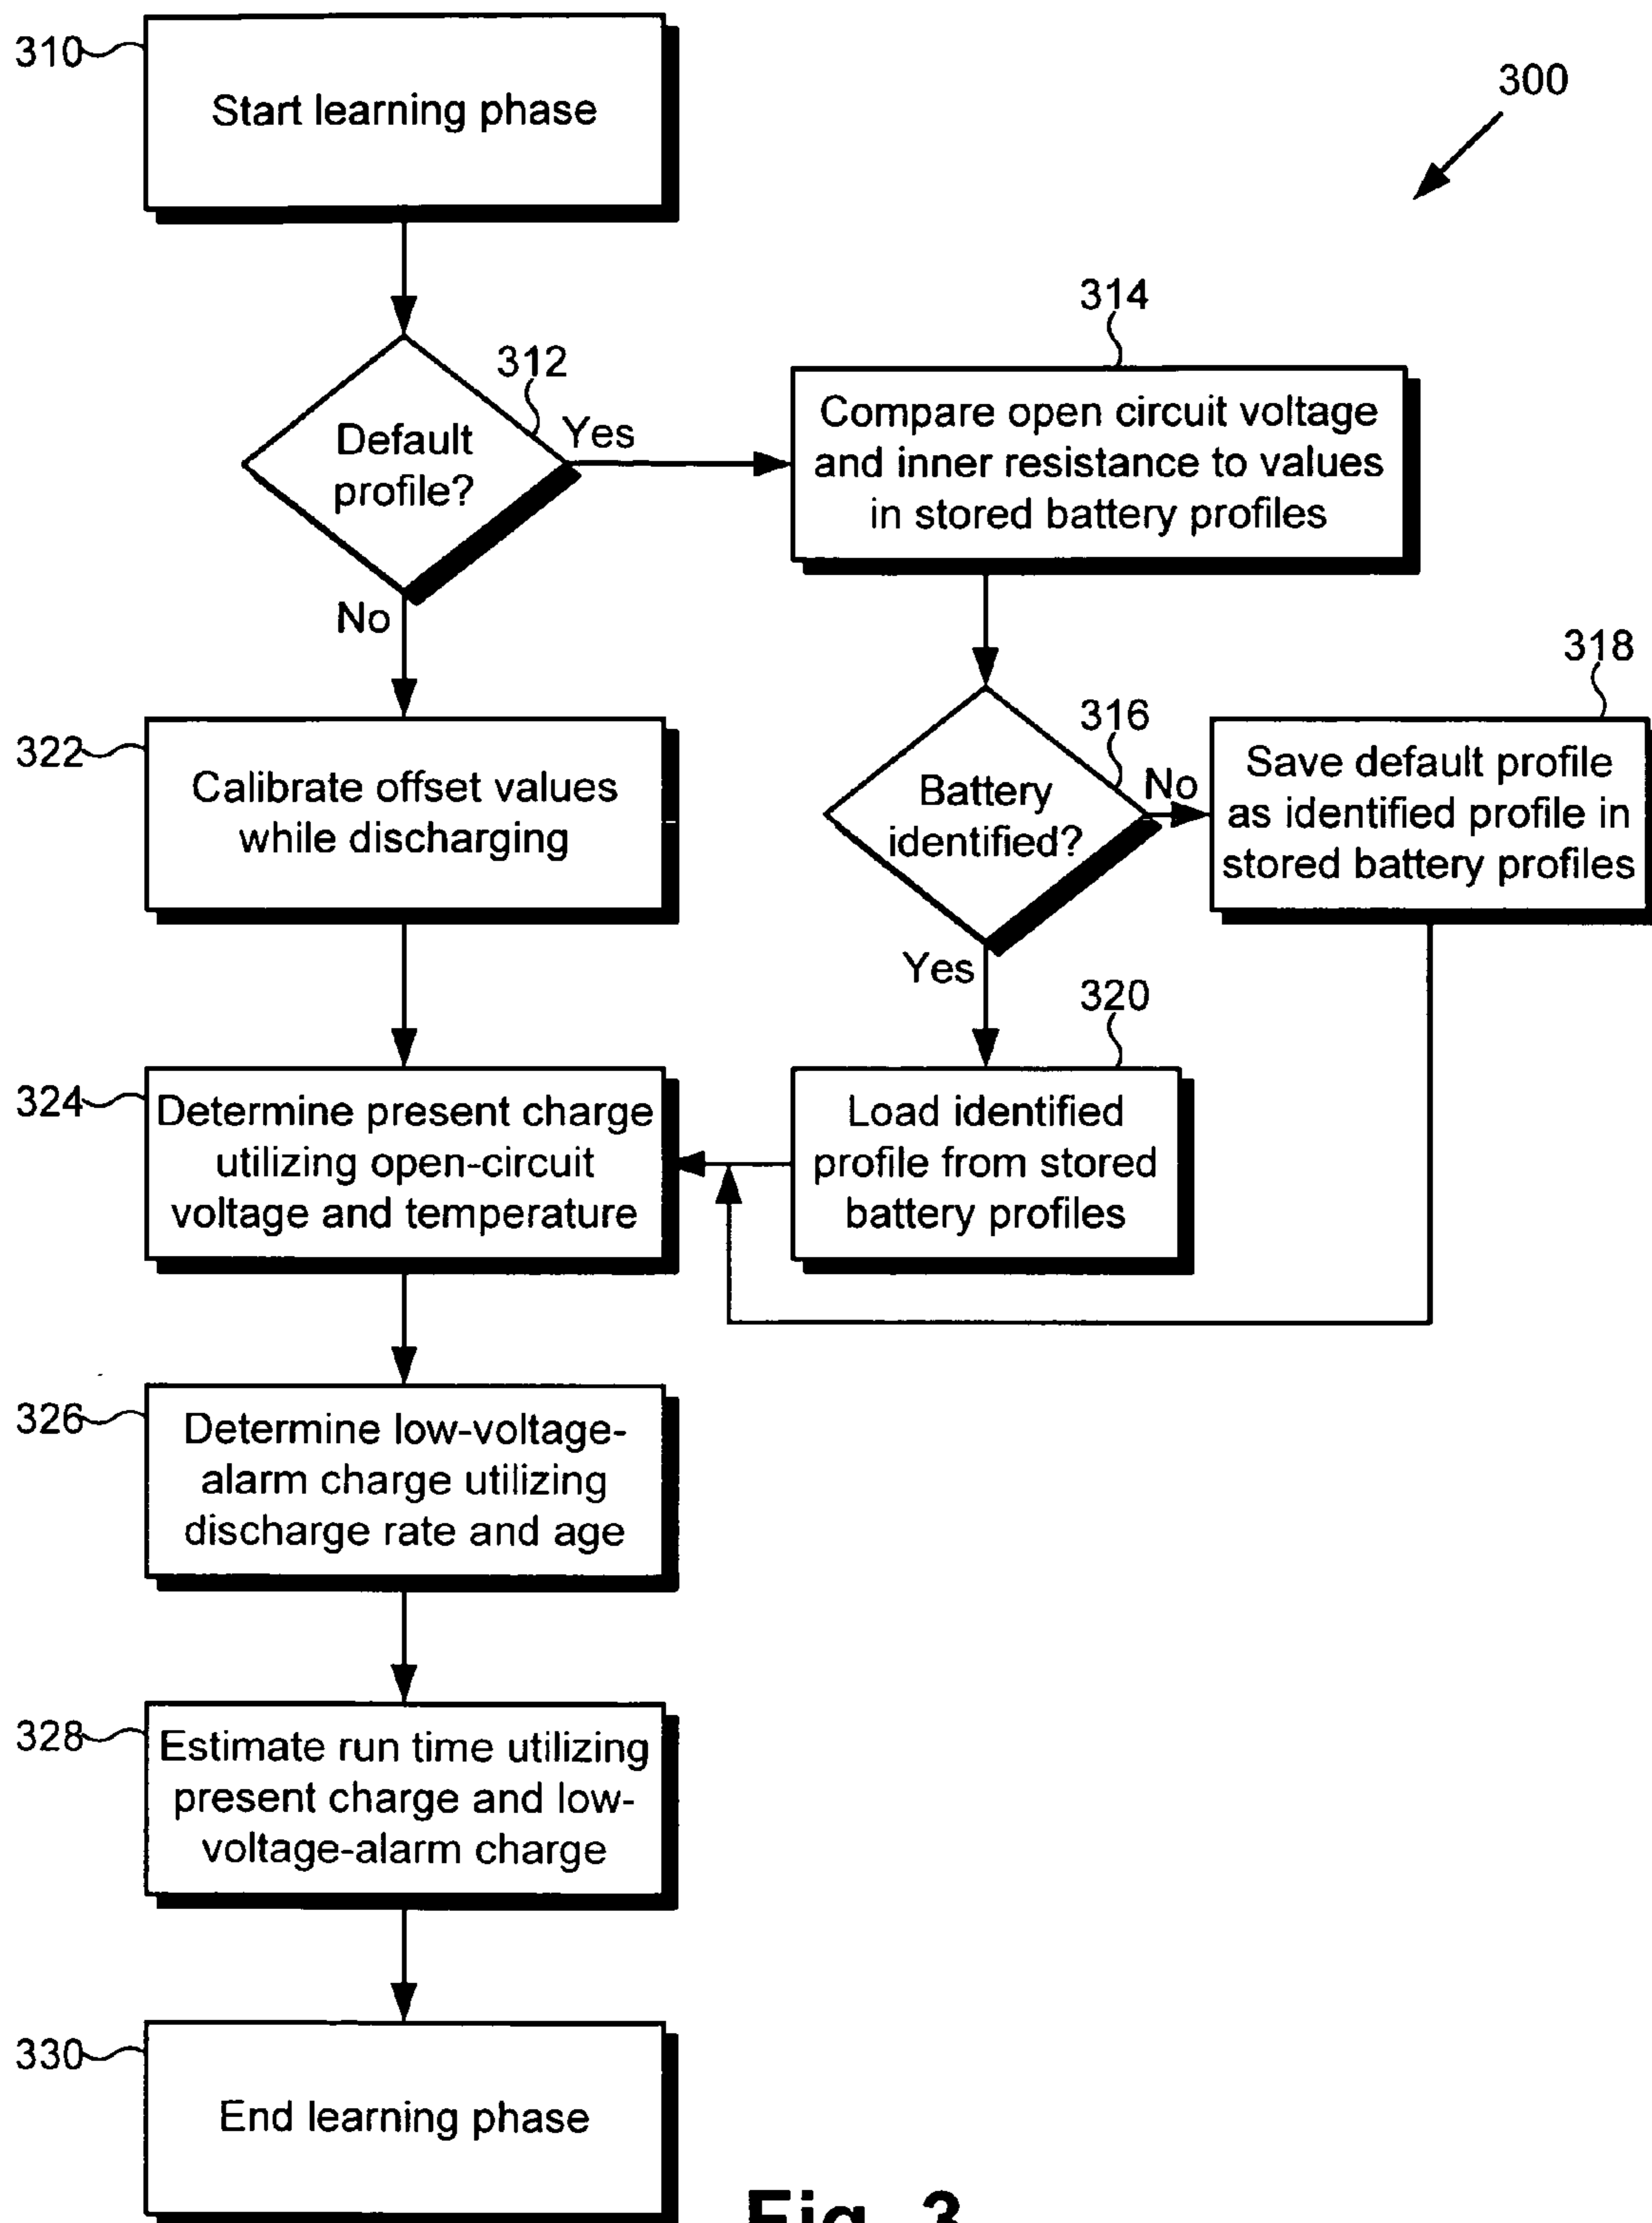 310
Start learning phase
300
312
Default
profile?
Yes
No
314
Compare open circuit voltage
and inner resistance to values
in stored battery profiles
316
Battery
identified?
No
Yes
318
Save default profile
as identified profile in
stored battery profiles
322
Calibrate offset values
while discharging
320
Load identified
profile from stored
battery profiles
324
Determine present charge
utilizing open-circuit
voltage and temperature
326
Determine low-voltage-
alarm charge utilizing
discharge rate and age
328
Estimate run time utilizing
present charge and low-
voltage-alarm charge
330
End learning phase
Fig. 3